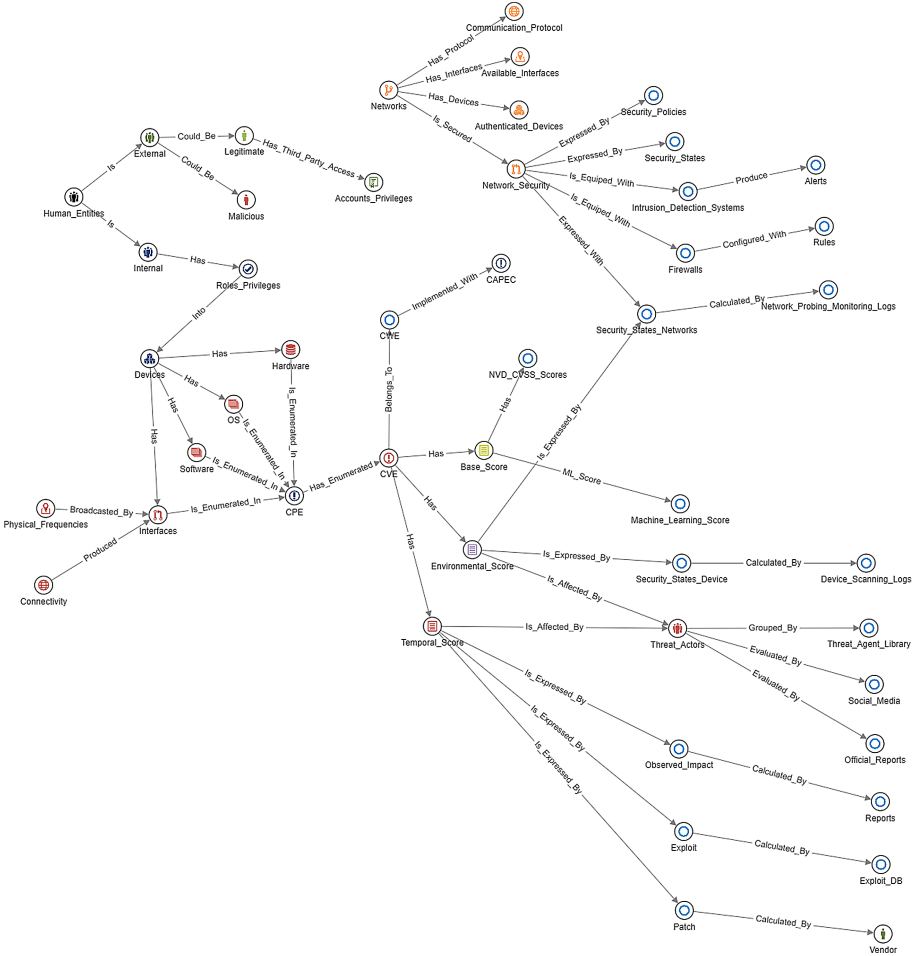 Communication_Protocol
Has_Protocol
Has_Interfaces
Available_Interfaces
Networks
Has_Devices
Authenticated_Devices
Is_Secured
Security_Policies
Expressed_By
External
Could_Be
Legitimate
Has_Third_Party_Access
Accounts_Privileges
Expressed_By
Security_States
Is
Could_Be
Network_Security
Is_Equiped_With
Produce
Alerts
Human_Entities
Malicious
Intrusion_Detection_Systems
Is_Equiped_With
Is
Expressed_With
Configured_With
Rules
Internal
Has
Roles_Privileges
Firewalls
CAPEC
Implemented_With
Into
CWE
Calculated_By
Network_Probing_Monitoring_Logs
Security_States_Networks
Devices
Has
Hardware
NVD_CVSS_Scores
Has
OS
Belongs_To
Has
Has
Has
Is_Enumerated_In
Is_Enumerated_In
Is_Expressed_By
Software
Is_Enumerated_In
Has_Enumerated
CVE
Has
Base_Score
ML_Score
Machine_Learning_Score
Physical_Frequencies
Broadcasted_By
Interfaces
Is_Enumerated_In
CPE
Has
Has
Produced
Connectivity
Environmental_Score
Is_Expressed_By
Security_States_Device
Calculated_By
Device_Scanning_Logs
Is_Affected_By
Temporal_Score
Is_Affected_By
Threat_Actors
Grouped_By
Threat_Agent_Library
Evaluated_By
Social_Media
Evaluated_By
Official_Reports
Is_Expressed_By
Observed_Impact
Calculated_By
Reports
Is_Expressed_By
Exploit
Calculated_By
Exploit_DB
Is_Expressed_By
Patch
Calculated_By
Vendor